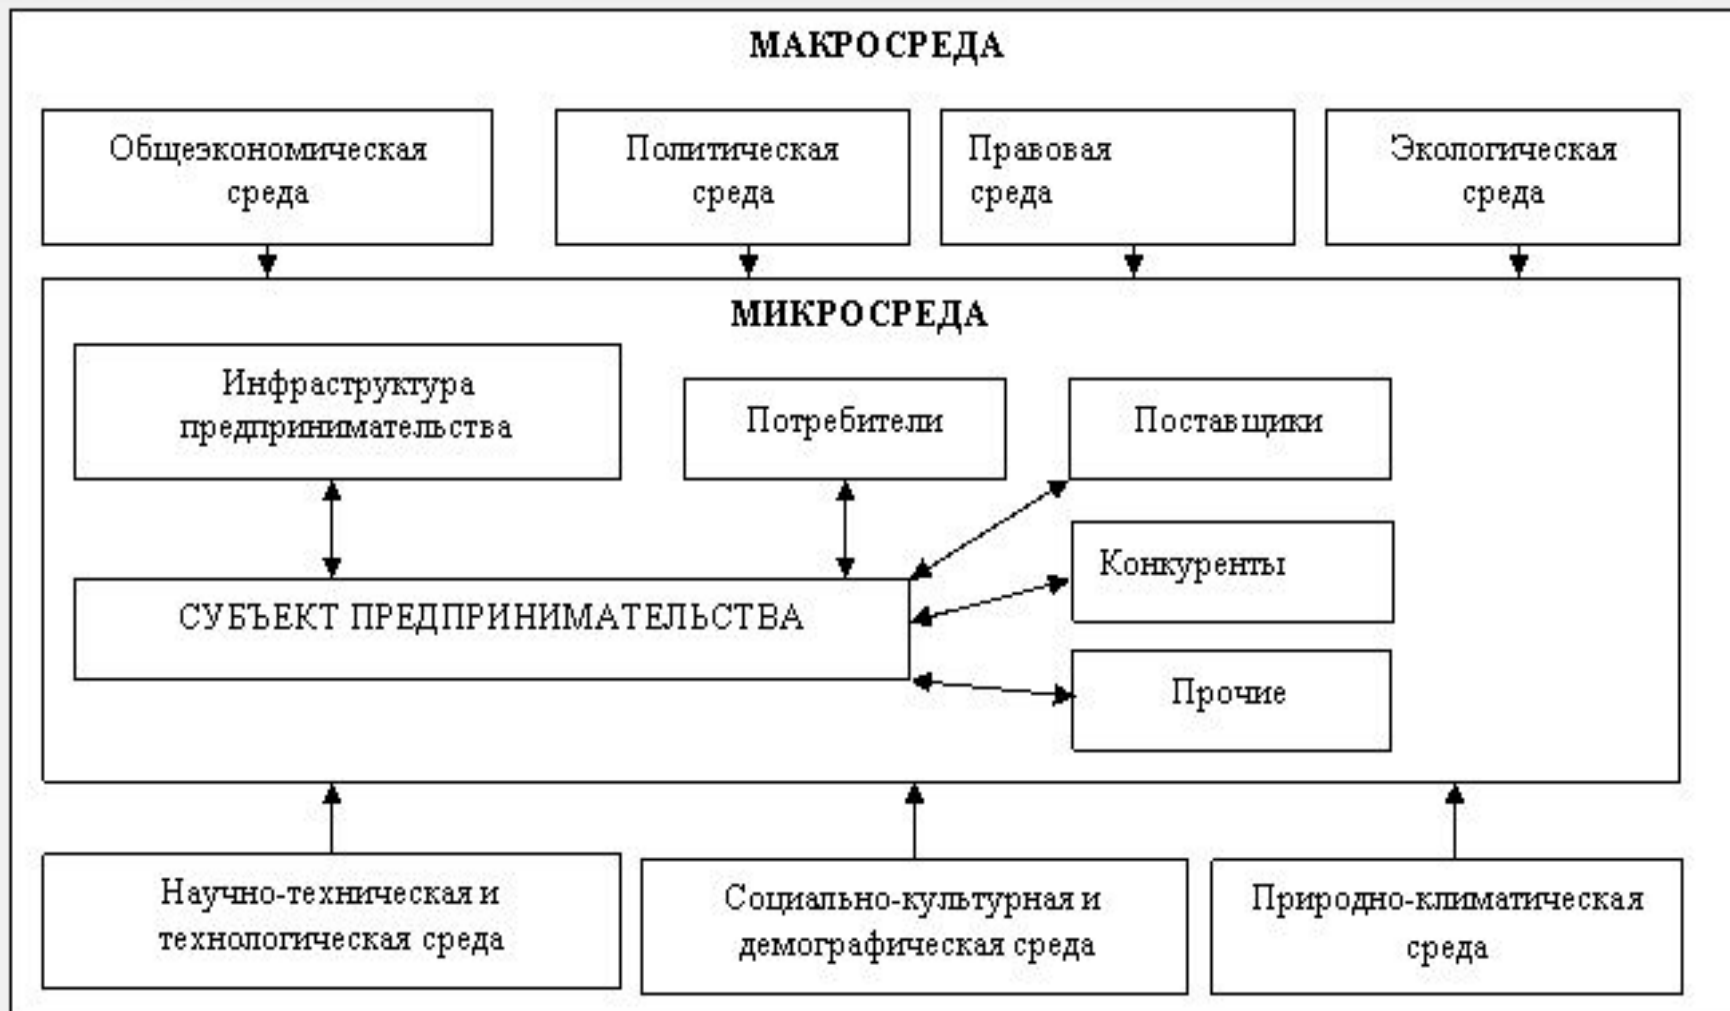 МАКРОСРЕДА
Общеэкономическая
среда
Политическая
среда
Правовая
среда
Экологическая
среда
МИКРОСРЕДА
Инфраструктура
предпринимательства
Потребители
Поставщики
Конкуренты
СУБЪЕКТ ПРЕДПРИНИМАТЕЛЬСТВА
Прочие
Научно-техническая и
технологическая среда
Социально-культурная и
демографическая среда
Природно-климатическая
среда